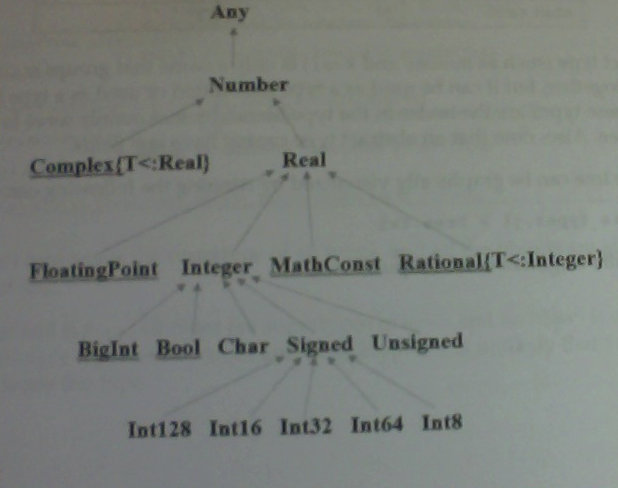 Any
Number
Complex{T<:Real} Real
FloatingPoint Integer MathConst Rational{T<:Integer}
BigInt Bool Char Signed Unsigned
Int128 Int16 Int32 Int64 Int8